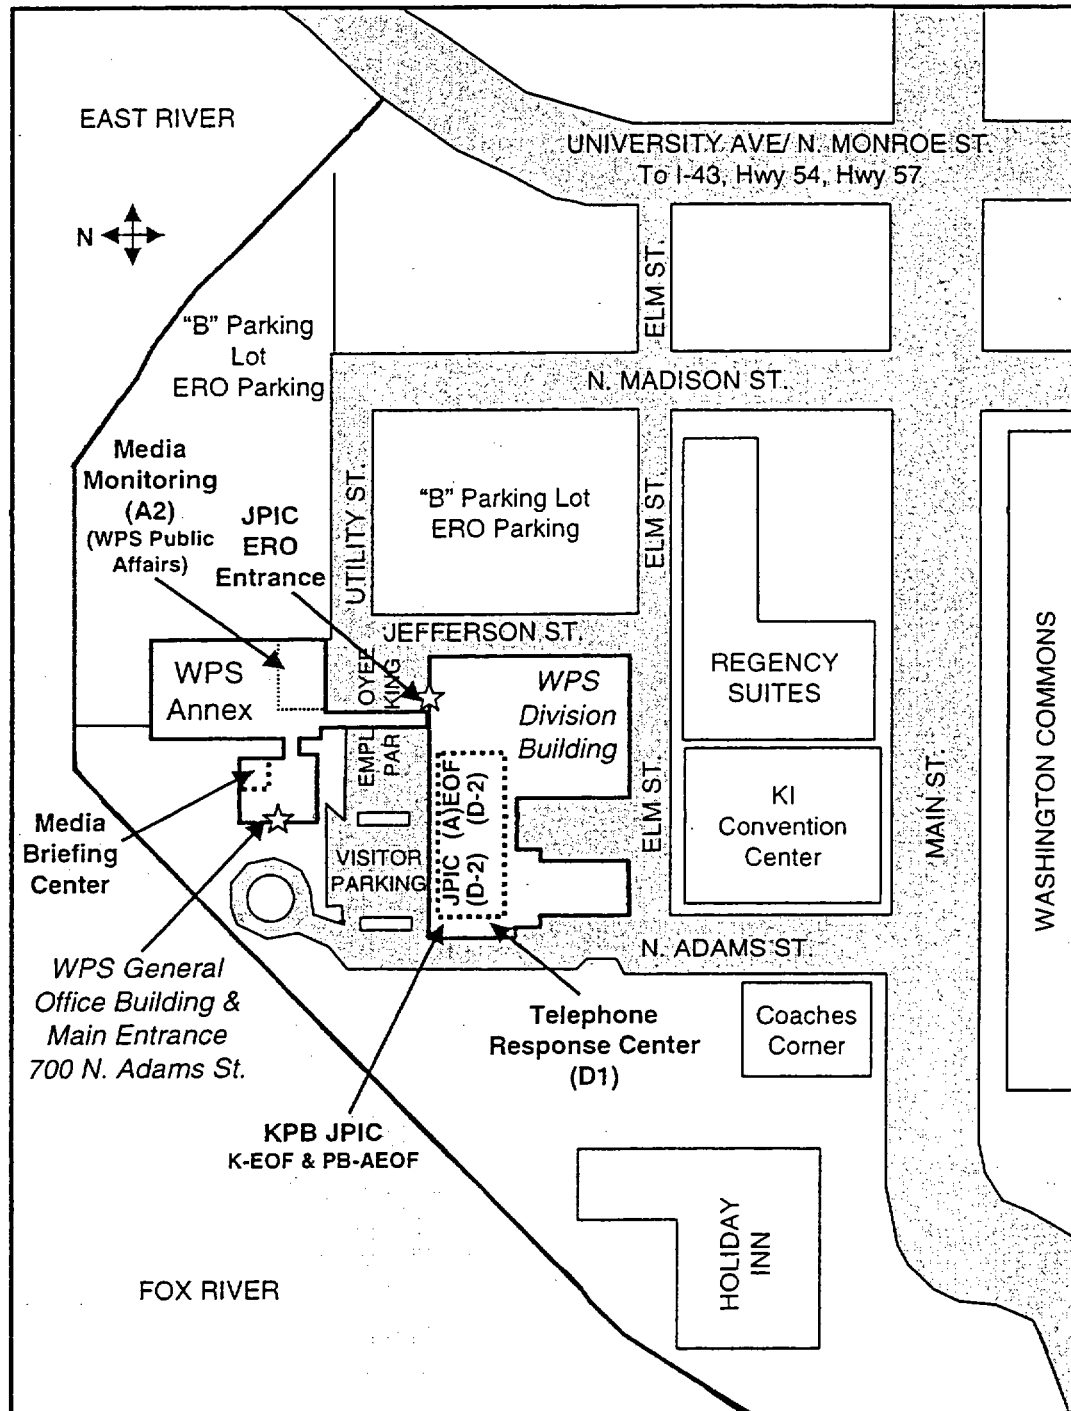 EAST RIVER
UNIVERSITY AVE/ N. MONROE ST.
To I-43, Hwy 54, Hwy 57
N
ELM ST.
"B" Parking
Lot
ERO Parking
N. MADISON ST.
Media
Monitoring
(A2)
(WPS Public
Affairs)
JPIC
ERO
Entrance
UTILITY ST.
"B" Parking Lot
ERO Parking
ELM ST.
JEFFERSON ST.
WPS
Annex
EMPLOYEE
PARKING
WPS
Division
Building
REGENCY
SUITES
WASHINGTON COMMONS
(A)EOF
(D-2)
JPIC
(D-2)
ELM ST.
KI
Convention
Center
MAIN ST.
Media
Briefing
Center
VISITOR
PARKING
N. ADAMS ST.
WPS General
Office Building &
Main Entrance
700 N. Adams St.
Telephone
Response Center
(D1)
Coaches
Corner
KPB JPIC
K-EOF & PB-AEOF
HOLIDAY
INN
FOX RIVER